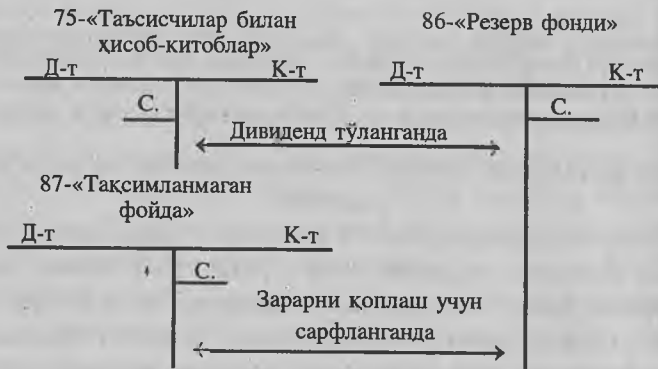 75-«Таъсисчилар билан
ҳисоб-китоблар»
Д-т К-т
С.
86-«Резерв фонди»
Д-т К-т
С.
Дивиденд тўланганда
87-«Тақсимланмаган
фойда»
Д-т К-т
С.
Зарарни қоплаш учун
сарфланганда